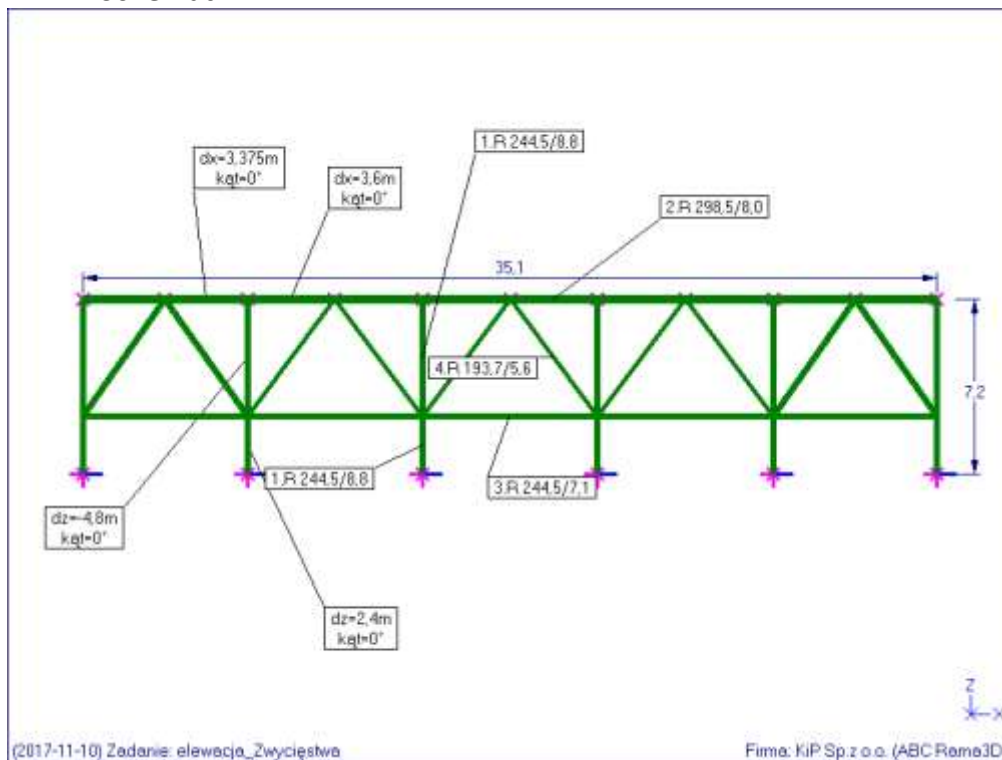 1.R 244,5/8,8
dx=3,375m
kąt=0°
dx=3,6m
kąt=0°
2.R 298,5/8,0
35,1
4.R 193,7/5,6
7,2
1.R 244,5/8,8
3.R 244,5/7,1
dz=-4,8m
kąt=0°
dz=2,4m
kąt=0°
Z
X
(2017-11-10) Zadanie: elewacja_Zwycięstwa
Firma: KiP Sp.z o.o. (ABC Rama3D